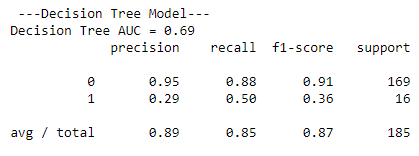 ---Decision Tree Model---
Decision Tree AUC = 0.69
precision recall f1-score support
0 0.95 0.88 0.91 169
1 0.29 0.50 0.36 16
avg / total 0.89 0.85 0.87 185